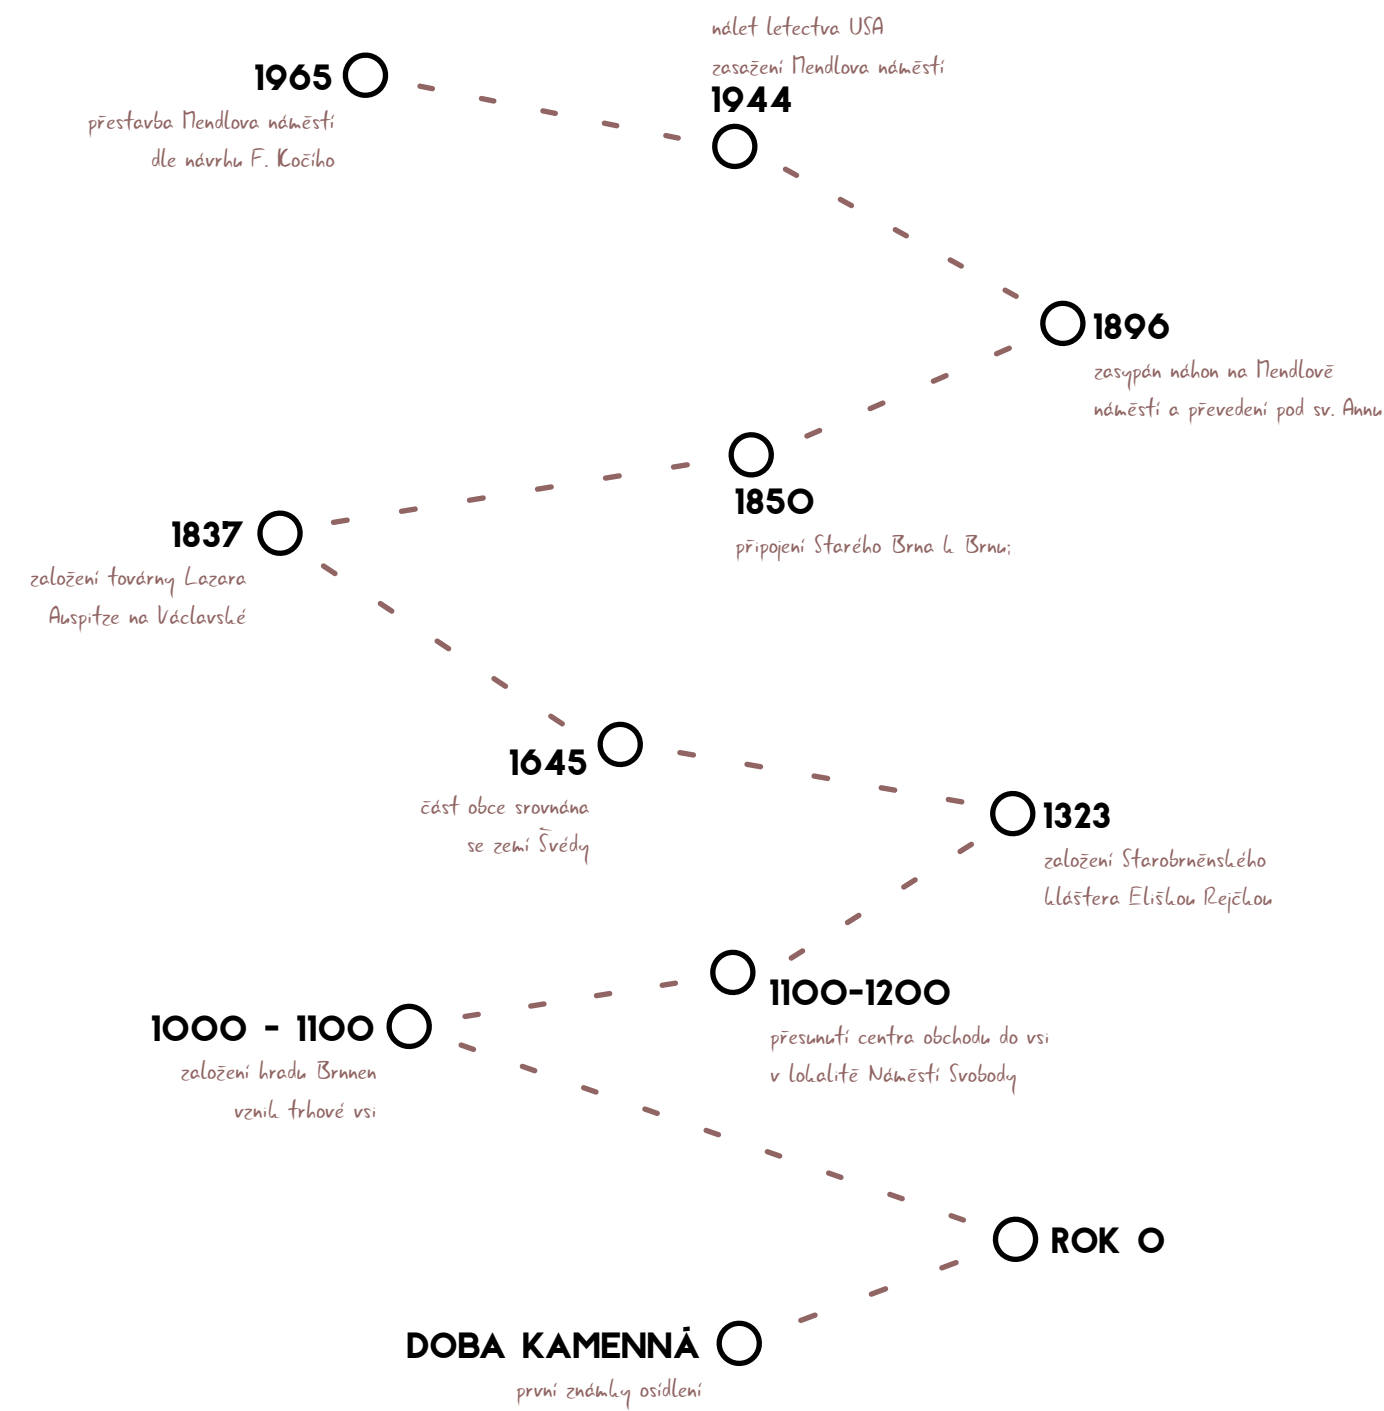 nálet letectva USA
zasažení Mendlova náměstí
1944
1965
přestavba Mendlova náměstí
dle návrhu F. Kočího
1896
zasypán náhon na Mendlově
náměstí a převedení pod sv. Annu
1850
připojení Starého Brna k Brnu;
1837
založení továrny Lazara
Auspitze na Václavské
1645
část obce srovnána
se zemí Švédy
1323
založení Starobrněnského
kláštera Eliškou Rejčkou
1100-1200
přesunutí centra obchodu do vsi
v lokalitě Náměstí Svobody
1000 - 1100
založení hradu Brnnen
vznik trhové vsi
ROK 0
DOBA KAMENNÁ
první známky osídlení